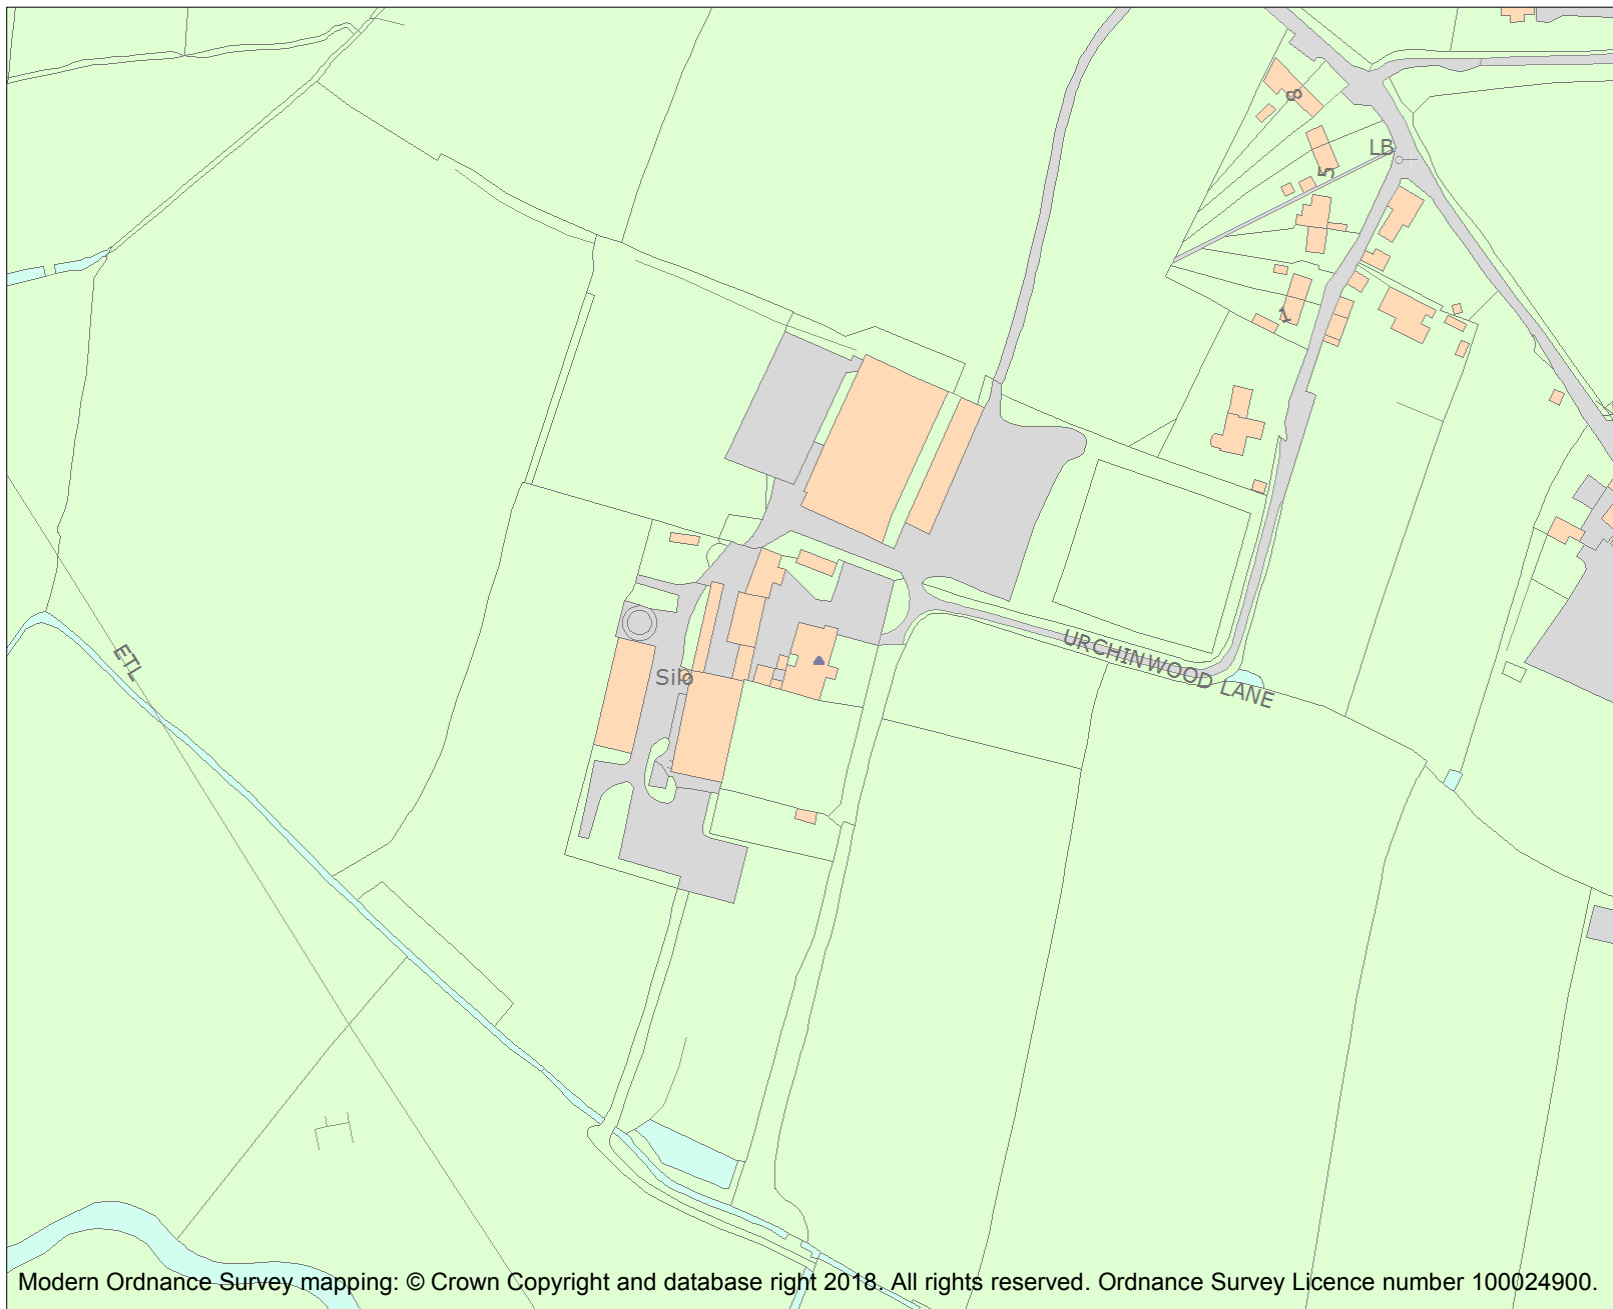 8
LB
5
1
ETL
Silo
URCHINWOOD LANE
Modern Ordnance Survey mapping: © Crown Copyright and database right 2018. All rights reserved. Ordnance Survey Licence number 100024900.